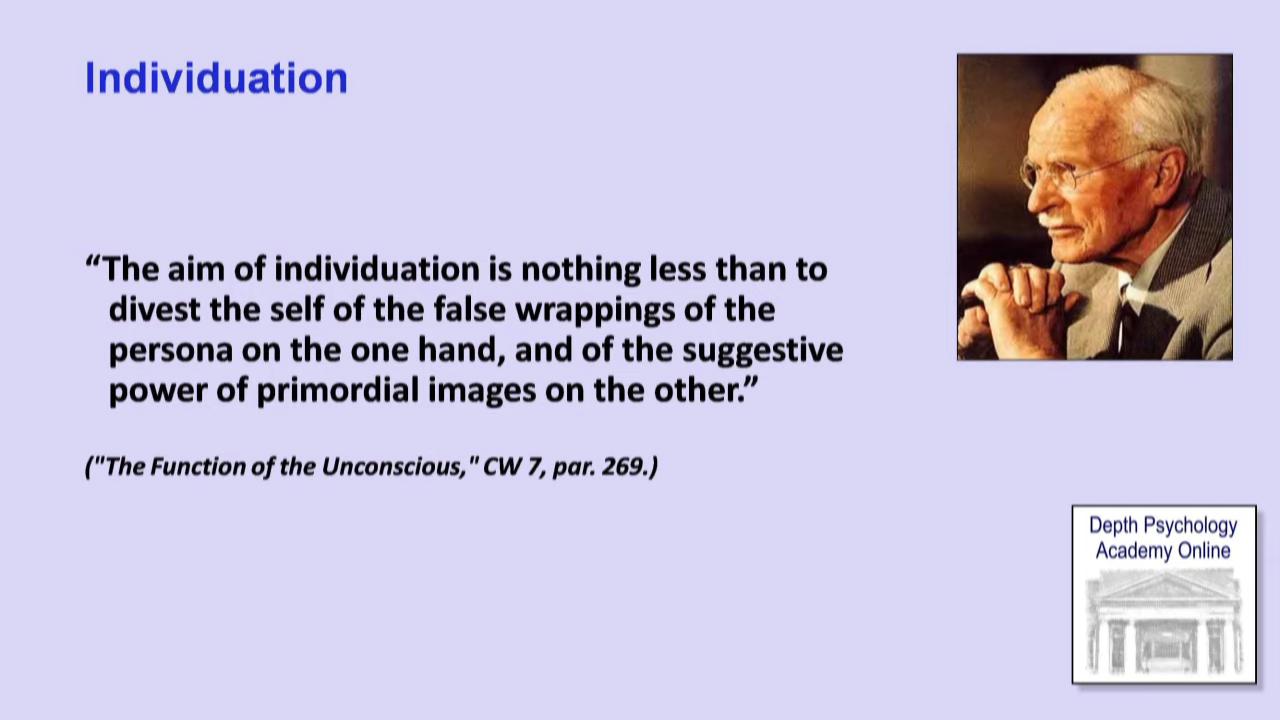 Individuation
“The aim of individuation is nothing less than to
divest the self of the false wrappings of the
persona on the one hand, and of the suggestive
power of primordial images on the other.”
("The Function of the Unconscious," CW 7, par. 269.)
Depth Psychology
Academy Online